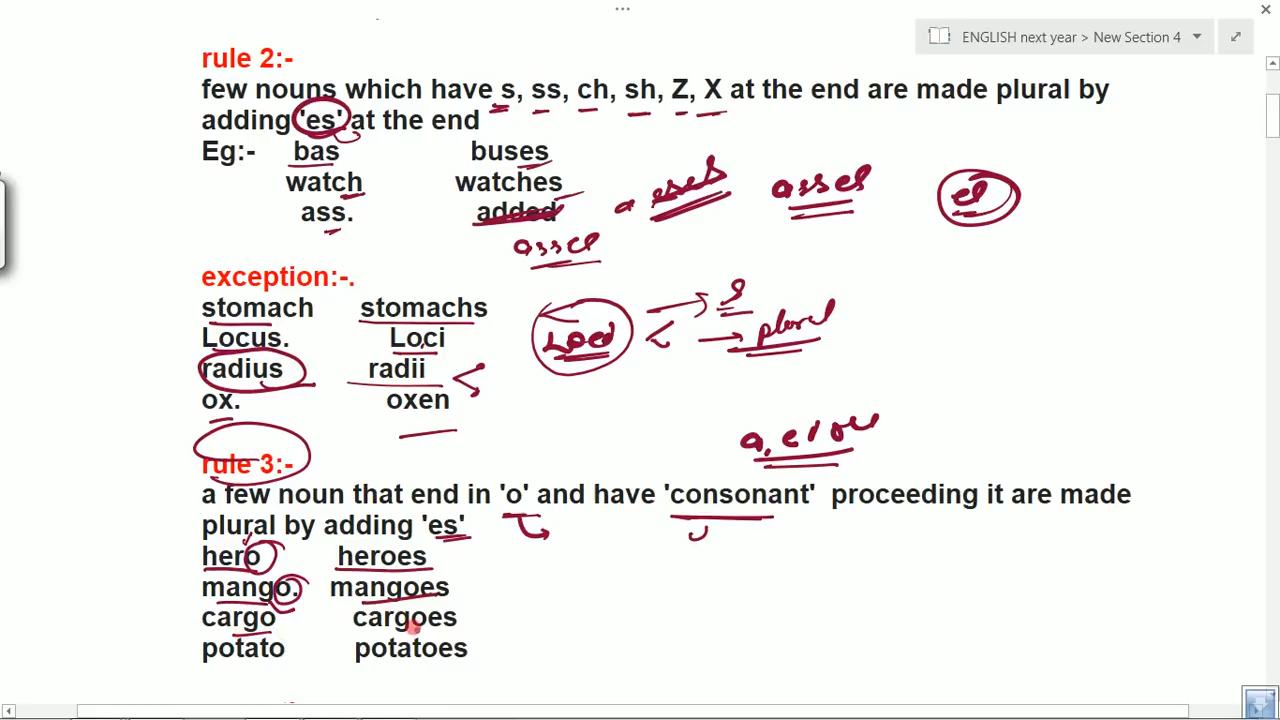 ENGLISH next year > New Section 4
rule 2:-
few nouns which have s, ss, ch, sh, Z, X at the end are made plural by
adding 'es' at the end
Eg:- bas buses
watch watches
ass. added
asses
es
exception:-.
stomach stomachs
s
plural
Locus. Loci
radius radii
ox. oxen
rule 3:-
a few noun that end in 'o' and have 'consonant' proceeding it are made
plural by adding 'es'
hero heroes
mango. mangoes
cargo cargoes
potato potatoes